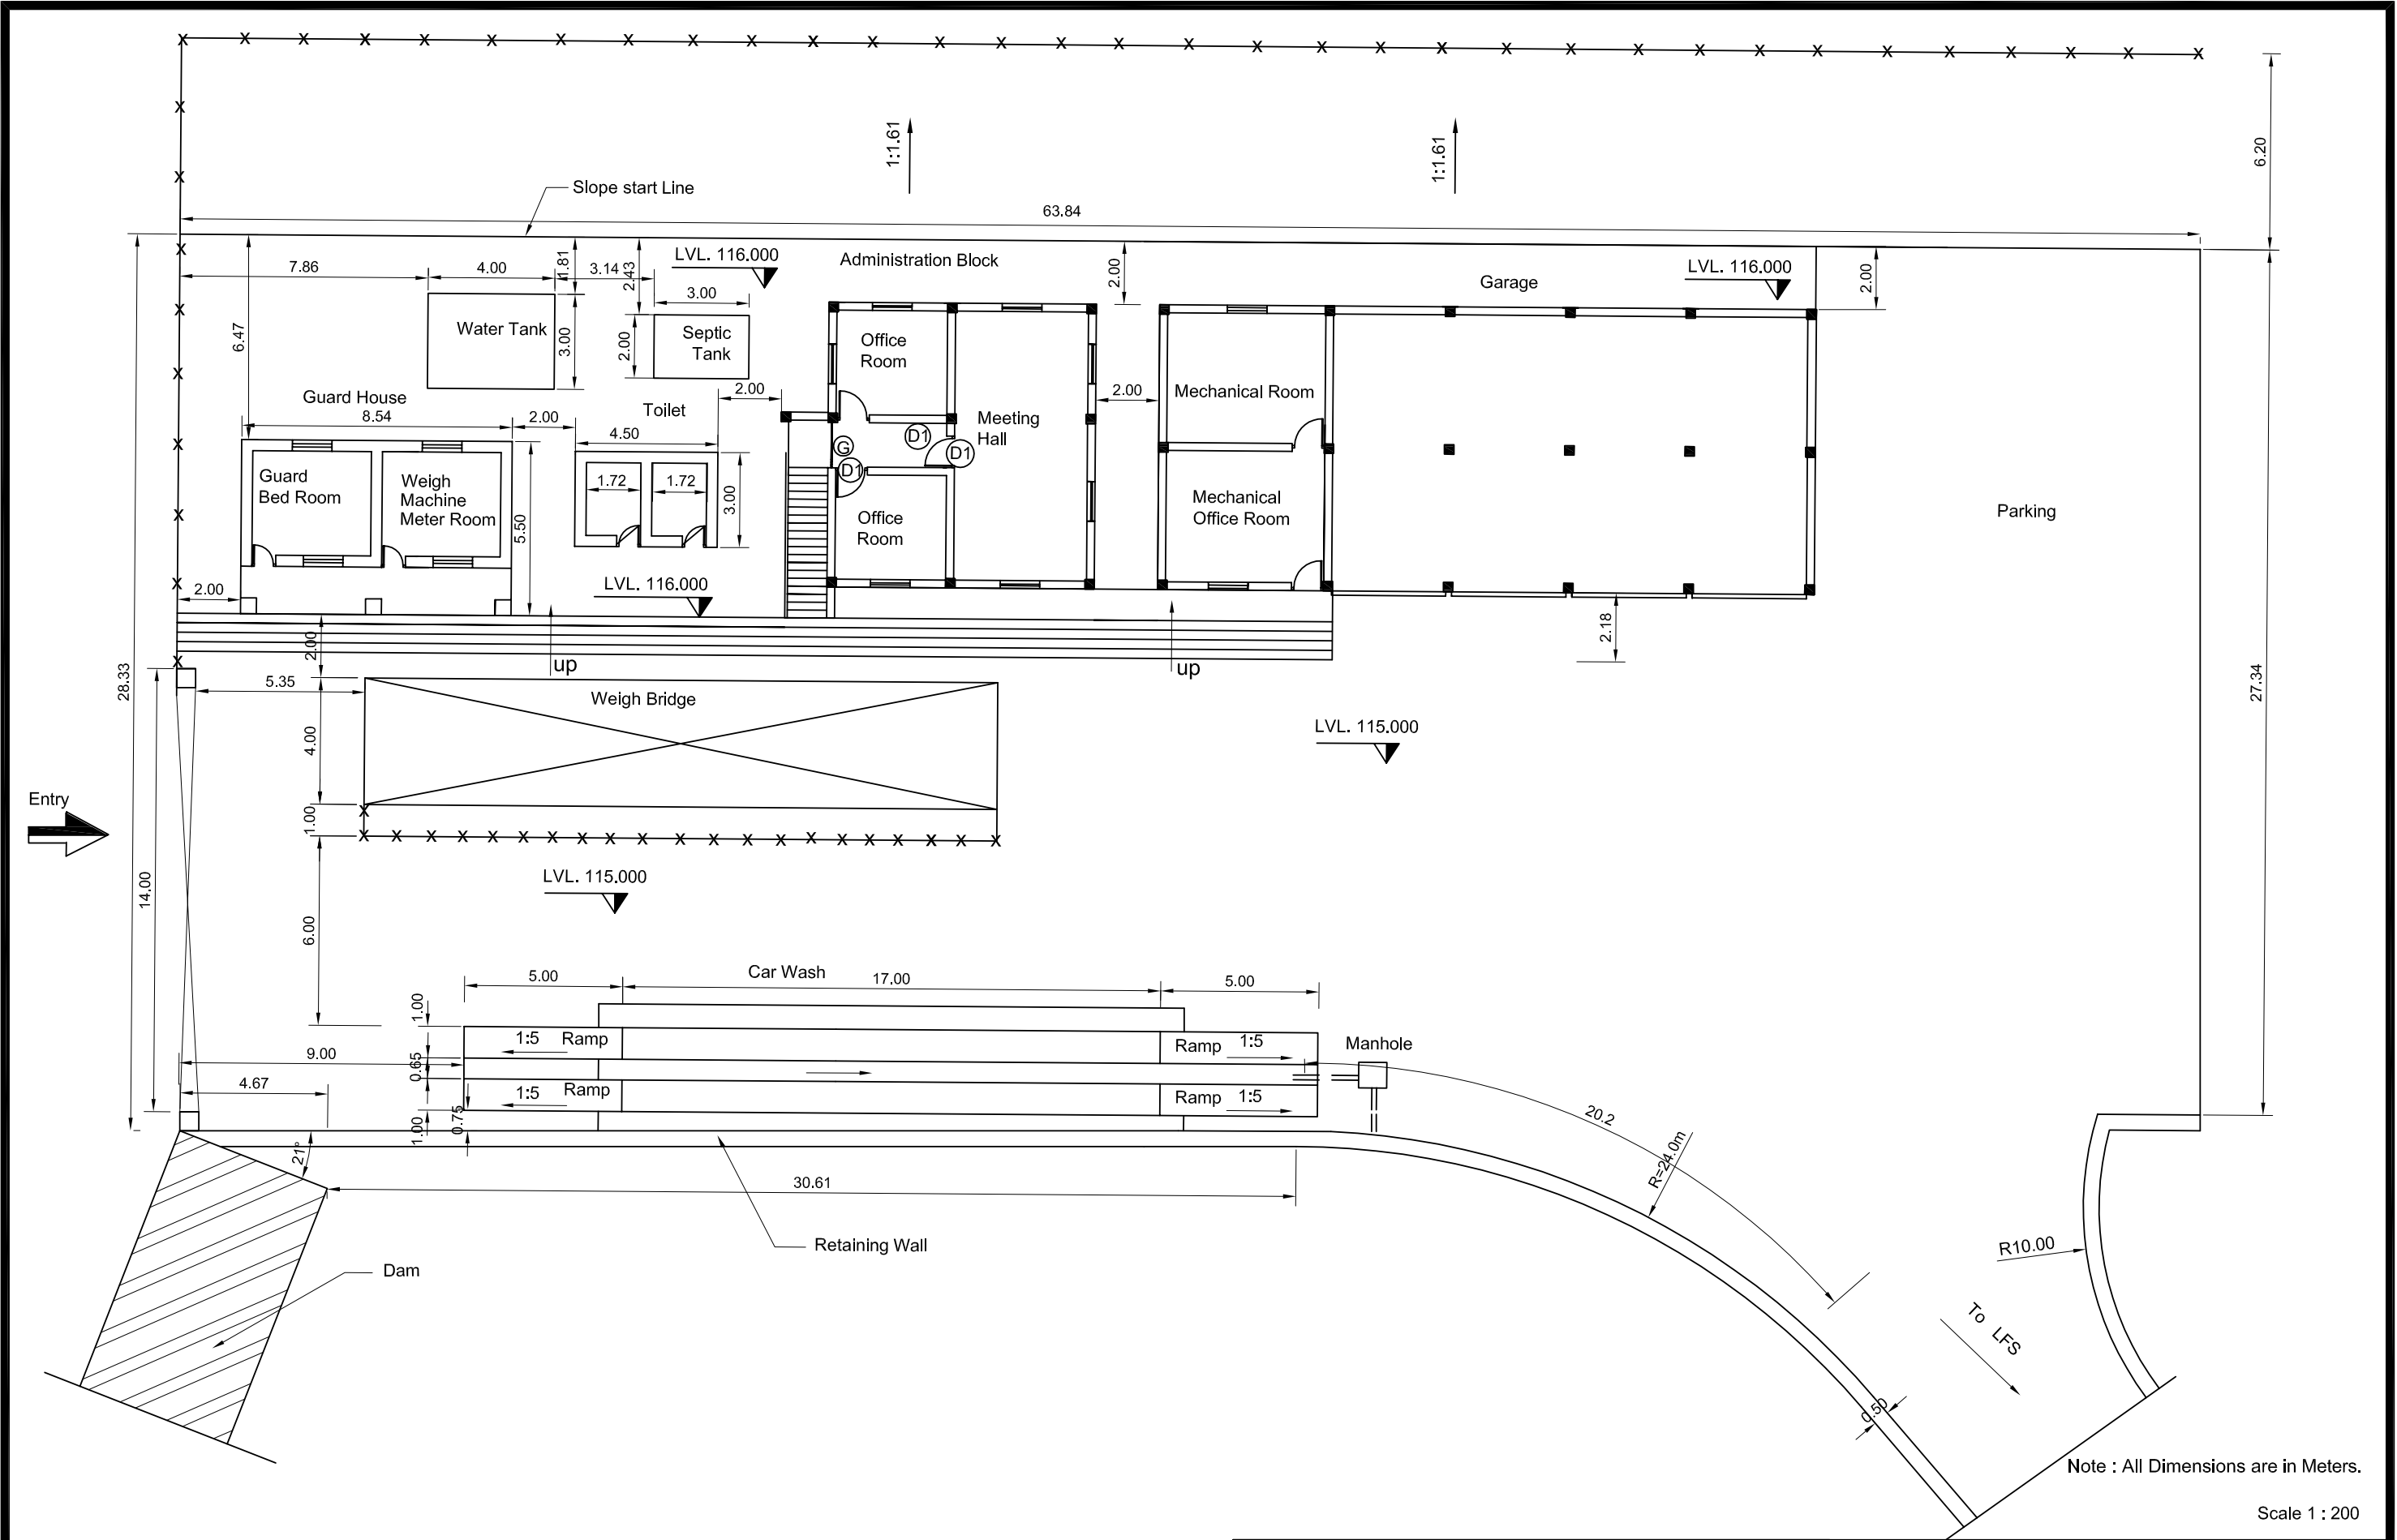 1:1.61
1:1.61
6.20
Slope start Line
63.84
7.86
4.00
1.81
3.14
2.43
LVL. 116.000
Administration Block
2.00
Garage
LVL. 116.000
2.00
3.00
6.47
Water Tank
3.00
2.00
Septic
Tank
Office
Room
Guard House
8.54
2.00
Toilet
2.00
4.50
Meeting
Hall
2.00
Mechanical Room
G
D1
D1
D1
Guard
Bed Room
Weigh
Machine
Meter Room
5.50
1.72
1.72
3.00
Office
Room
Mechanical
Office Room
Parking
2.00
LVL. 116.000
2.00
2.18
up
up
28.33
5.35
Weigh Bridge
27.34
4.00
LVL. 115.000
Entry
1.00
14.00
LVL. 115.000
6.00
5.00
Car Wash
17.00
5.00
1.00
1:5 Ramp
Ramp 1:5
Manhole
9.00
0.65
4.67
1:5 Ramp
Ramp 1:5
1.00
0.75
20.2
21°
R=24.0m
30.61
Retaining Wall
R10.00
Dam
To LFS
0.50
Note : All Dimensions are in Meters.
Scale 1 : 200